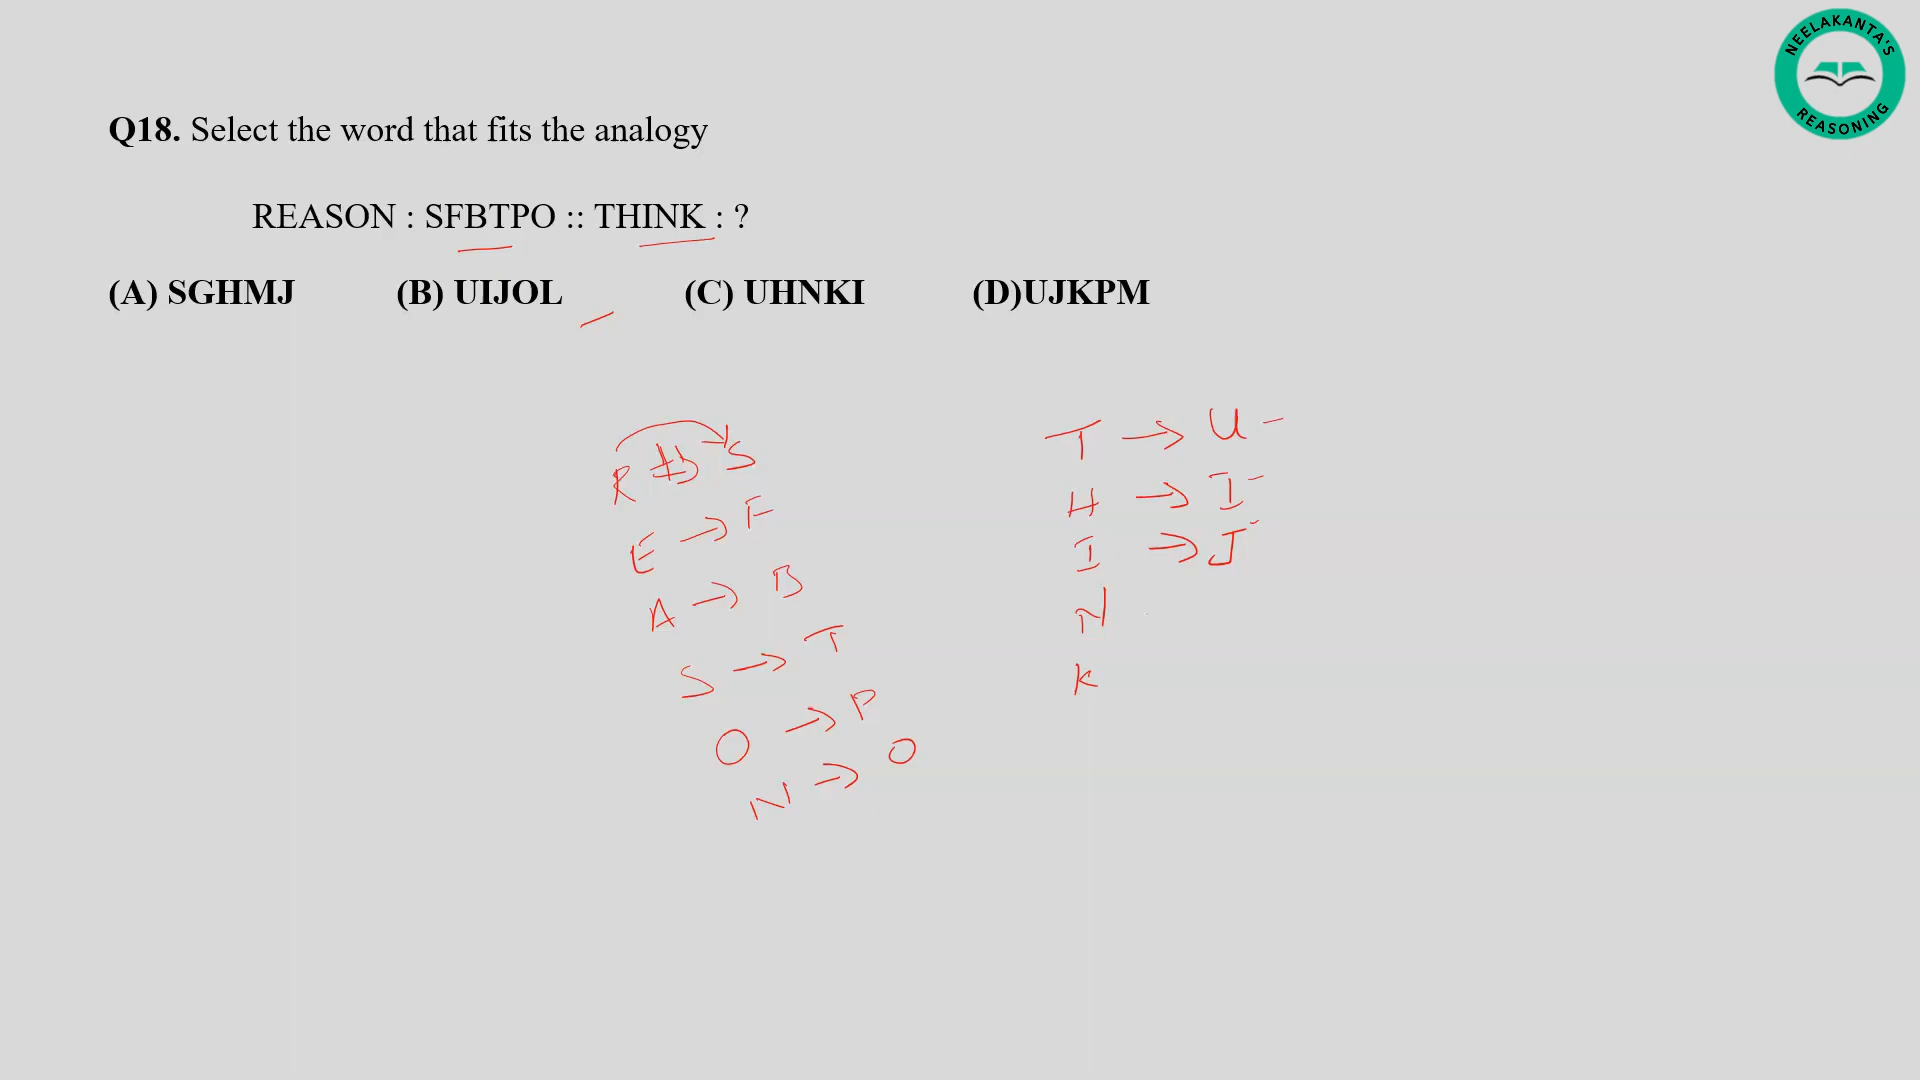 NEELAKANTA'S
REASONING
Q18. Select the word that fits the analogy
REASON : SFBTPO :: THINK : ?
(A) SGHMJ (B) UIJOL (C) UHNKI (D)UJKPM
R → S
E → F
A → B
S → T
O → P
N → O
T → U
H → I
I → J
N
K